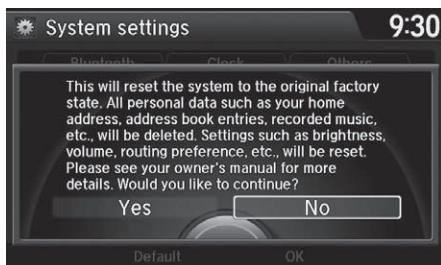 System settings
9:30
Bluetooth Clock Others
This will reset the system to the original factory
state. All personal data such as your home
address, address book entries, recorded music,
etc., will be deleted. Settings such as brightness,
volume, routing preference, etc., will be reset.
Please see your owner's manual for more
details. Would you like to continue?
Yes No
Default OK